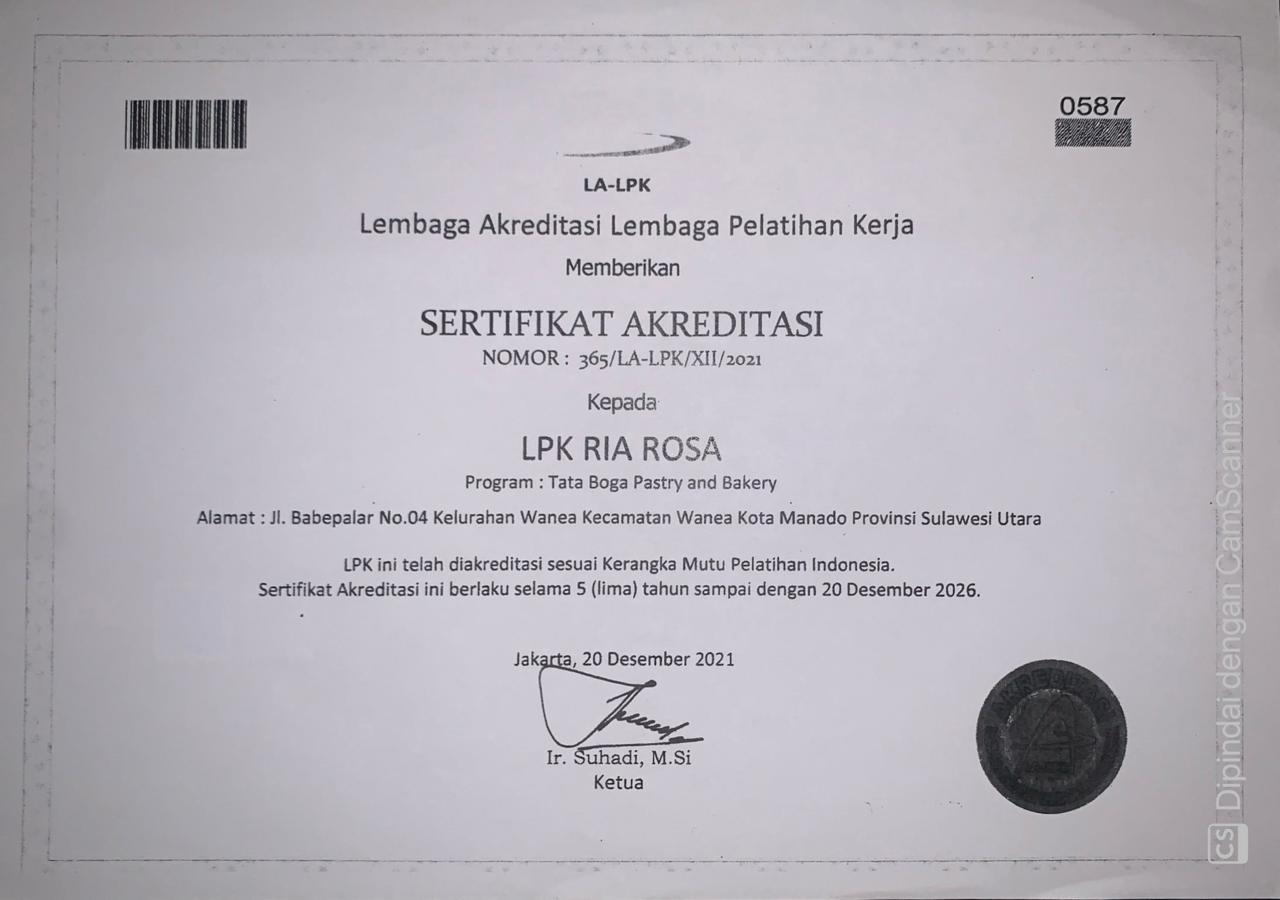 0587
LA-LPK
Lembaga Akreditasi Lembaga Pelatihan Kerja
Memberikan
SERTIFIKAT AKREDITASI
NOMOR : 365/LA-LPK/XII/2021
Kepada
LPK RIA ROSA
Program : Tata Boga Pastry and Bakery
Alamat : Jl. Babepalar No.04 Kelurahan Wanea Kecamatan Wanea Kota Manado Provinsi Sulawesi Utara
LPK ini telah diakreditasi sesuai Kerangka Mutu Pelatihan Indonesia.
Sertifikat Akreditasi ini berlaku selama 5 (lima) tahun sampai dengan 20 Desember 2026.
Jakarta, 20 Desember 2021
Ir. Suhadi, M.Si
Ketua
AKREDITASI
CS Dipindai dengan CamScanner